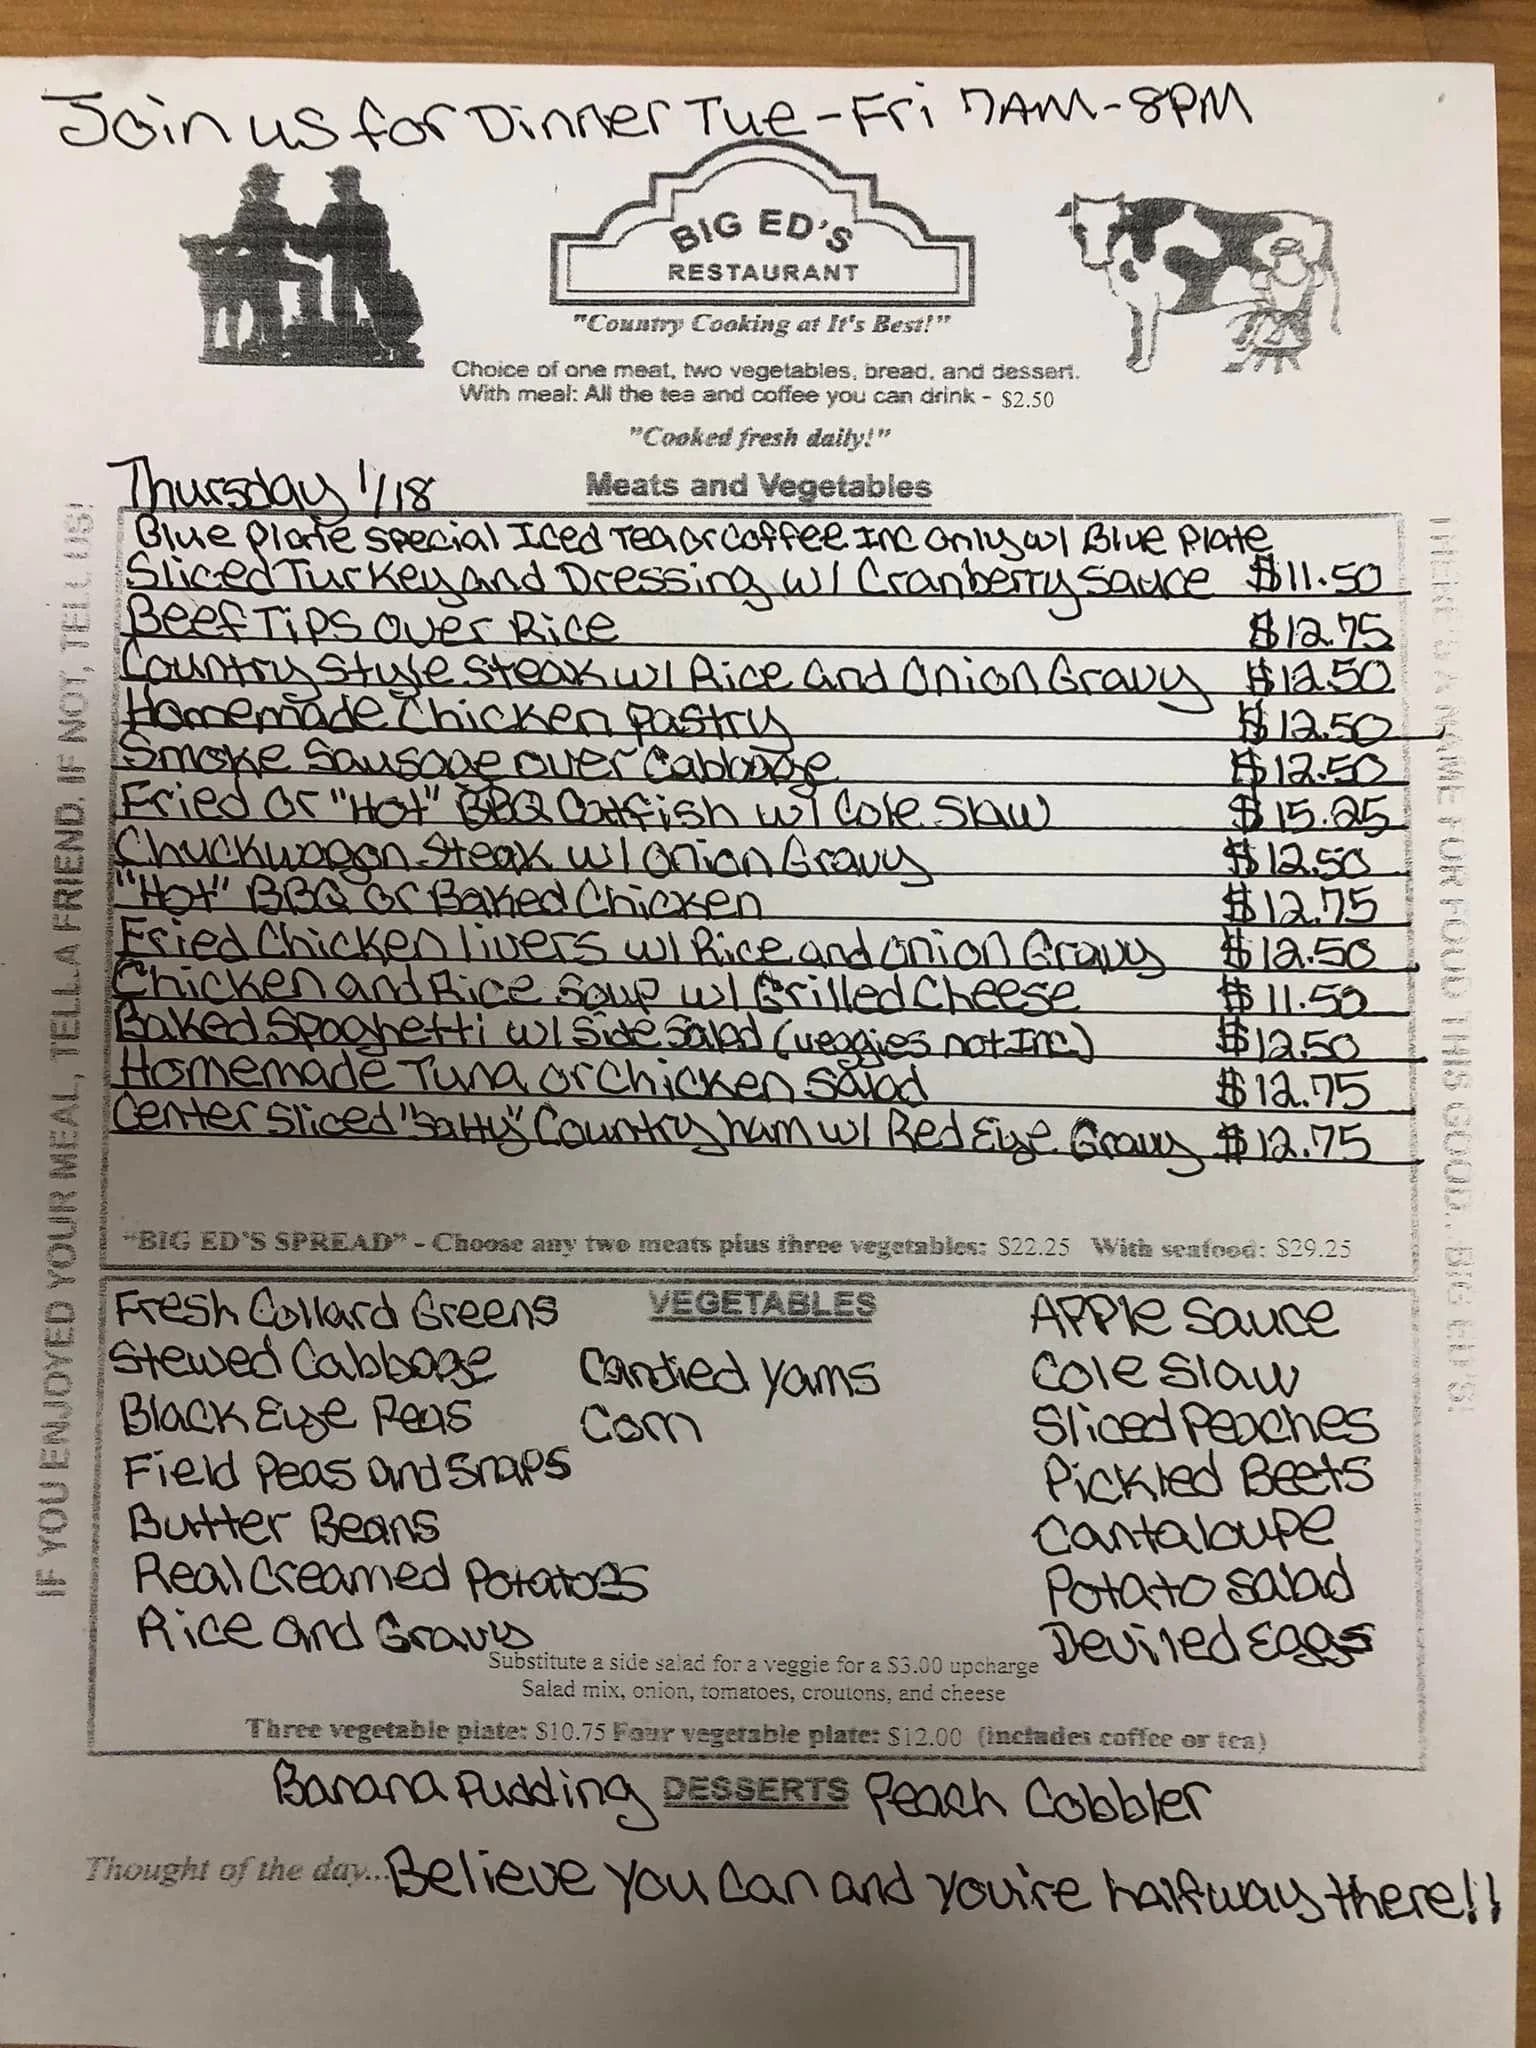 Join us for Dinner Tue-Fri 7AM-8PM
BIG ED'S
RESTAURANT
"Country Cooking at It's Best!"
Choice of one meat, two vegetables, bread, and dessert.
With meal: All the tea and coffee you can drink - $2.50
"Cooked fresh daily!"
Thursday 1/18
Meats and Vegetables
Blue Plate Special Iced Tea or Coffee Inc only w/ Blue Plate
Sliced Turkey and Dressing w/ Cranberry Sauce $11.50
Beef Tips Over Rice $12.75
Country Style Steak w/ Rice and Onion Gravy $12.50
Homemade Chicken Pastry $12.50
Smoke Sausage over Cabbage $12.50
Fried or "Hot" BBQ Catfish w/ Cole Slaw $15.25
Chuckwagon Steak w/ Onion Gravy $12.50
"Hot" BBQ or Baked Chicken $12.75
Fried Chicken livers w/ Rice and Onion Gravy $12.50
Chicken and Rice Soup w/ Grilled Cheese $11.50
Baked Spaghetti w/ Side Salad (veggies not Inc.) $12.50
Homemade Tuna or Chicken Salad $12.75
Center Sliced "Salty" Country ham w/ Red Eye Gravy $12.75
"BIG ED'S SPREAD" - Choose any two meats plus three vegetables: $22.25 With seafood: $29.25
VEGETABLES
Fresh Collard Greens
Stewed Cabbage
Black Eye Peas
Field Peas and Snaps
Butter Beans
Real Creamed Potatoes
Rice and Gravy
Candied Yams
Corn
Apple Sauce
Cole Slaw
Sliced Peaches
Pickled Beets
Cantaloupe
Potato Salad
Deviled Eggs
Substitute a side salad for a veggie for a $3.00 upcharge
Salad mix, onion, tomatoes, croutons, and cheese
Three vegetable plate: $10.75 Four vegetable plate: $12.00 (includes coffee or tea)
Banana Pudding DESSERTS Peach Cobbler
Thought of the day... Believe you can and you're halfway there!!
IF YOU ENJOYED YOUR MEAL, TELL A FRIEND. IF NOT, TELL US!
THERE'S A NAME FOR FOOD THIS GOOD... BIG ED'S!